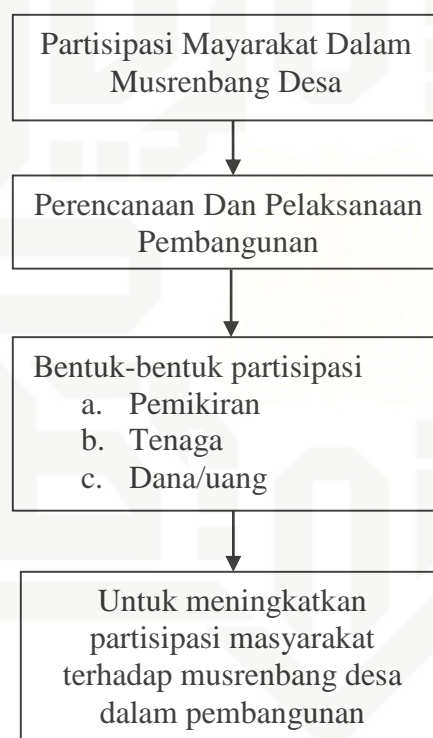 Partisipasi Mayarakat Dalam
Musrenbang Desa
Perencanaan Dan Pelaksanaan
Pembangunan
Bentuk-bentuk partisipasi
a. Pemikiran
b. Tenaga
c. Dana/uang
Untuk meningkatkan
partisipasi masyarakat
terhadap musrenbang desa
dalam pembangunan